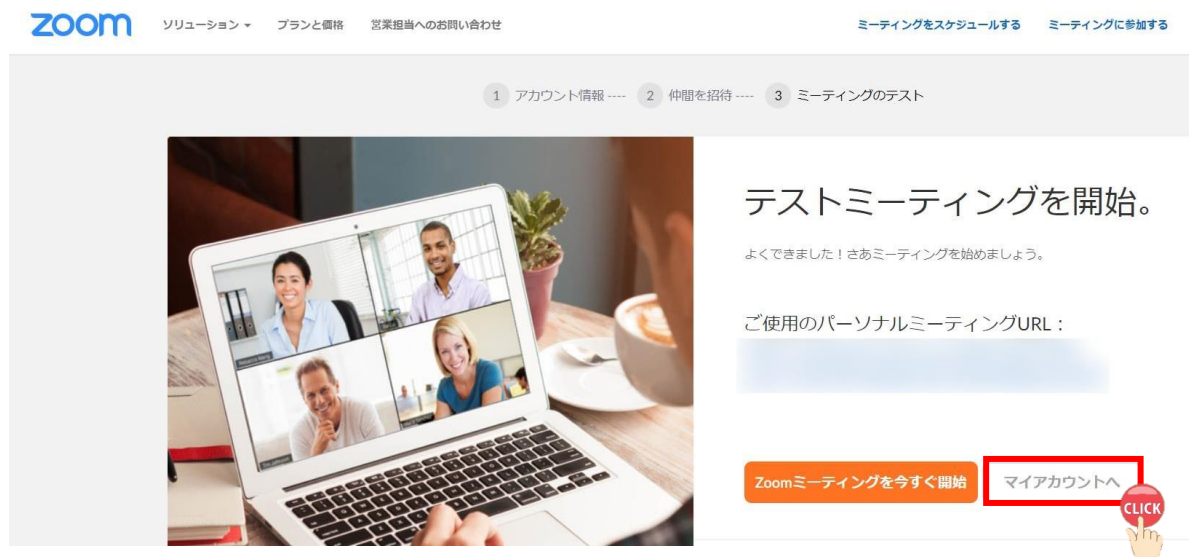 zoom
ソリューション
プランと価格
営業担当へのお問い合わせ
ミーティングをスケジュールする
ミーティングに参加する
1 アカウント情報 ---- 2 仲間を招待 ---- 3 ミーティングのテスト
テストミーティングを開始。
よくできました！さあミーティングを始めましょう。
ご使用のパーソナルミーティングURL：
Zoomミーティングを今すぐ開始
マイアカウントへ
CLICK